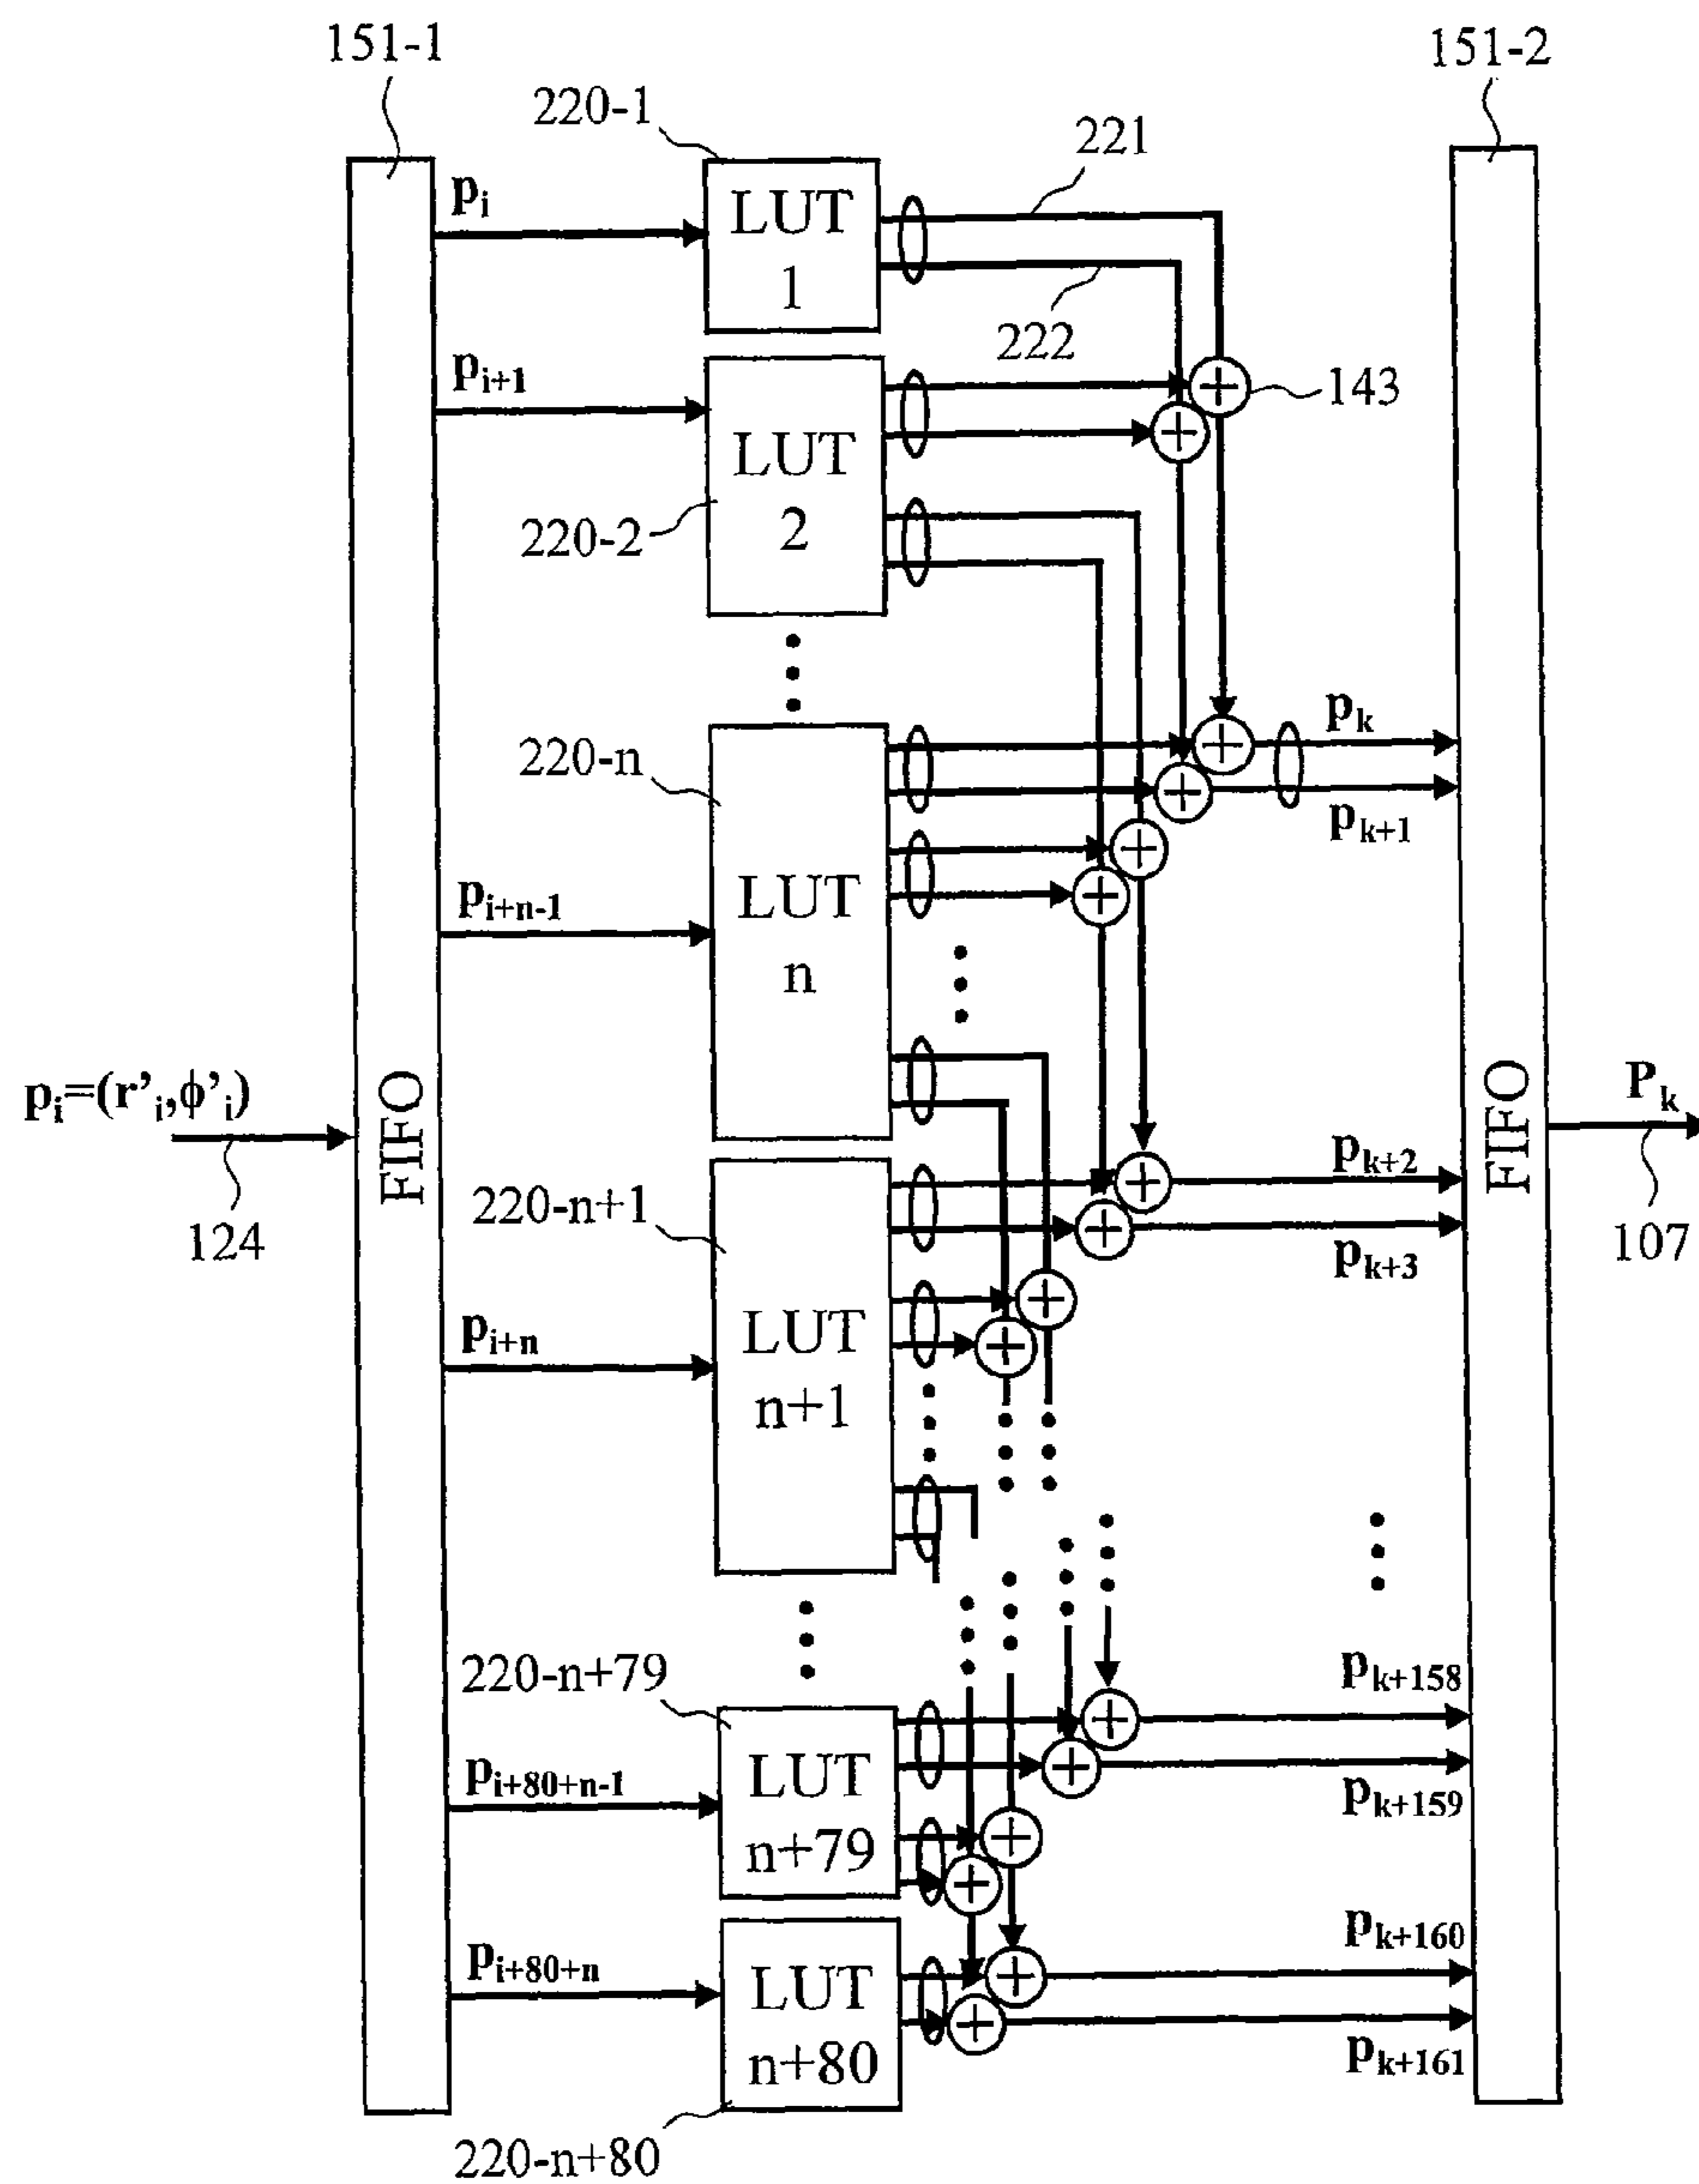 151-1
151-2
220-1
221
p_i
LUT
1
222
p_{i+1}
143
LUT
2
220-2
220-n
p_k
p_{k+1}
p_{i+n-1}
LUT
n
p_i=(r'_i,ϕ'_i)
124
FIFO
FIFO
P_k
107
220-n+1
p_{k+2}
p_{k+3}
p_{i+n}
LUT
n+1
220-n+79
p_{k+158}
p_{i+80+n-1}
LUT
n+79
p_{k+159}
p_{i+80+n}
LUT
n+80
p_{k+160}
p_{k+161}
220-n+80